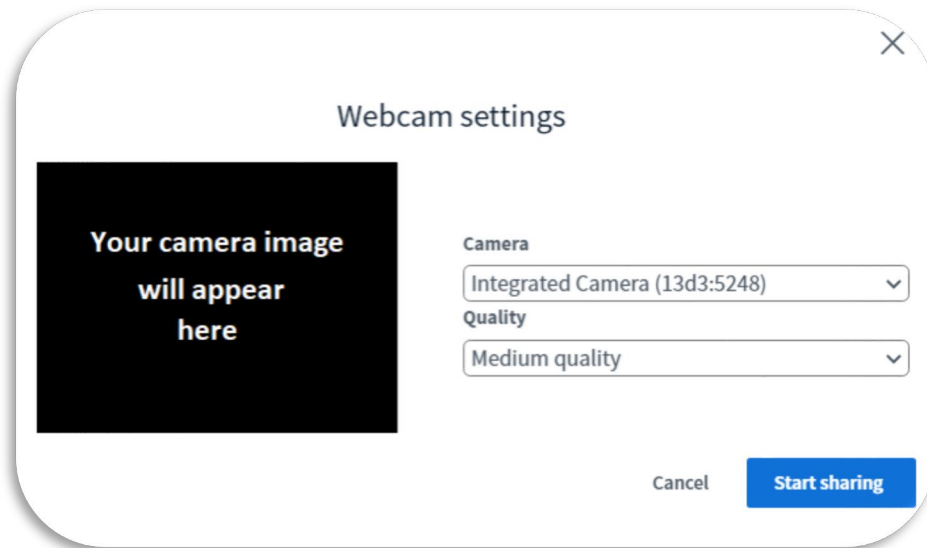 Webcam settings
Your camera image
will appear
here
Camera
Integrated Camera (13d3:5248)
Quality
Medium quality
Cancel
Start sharing